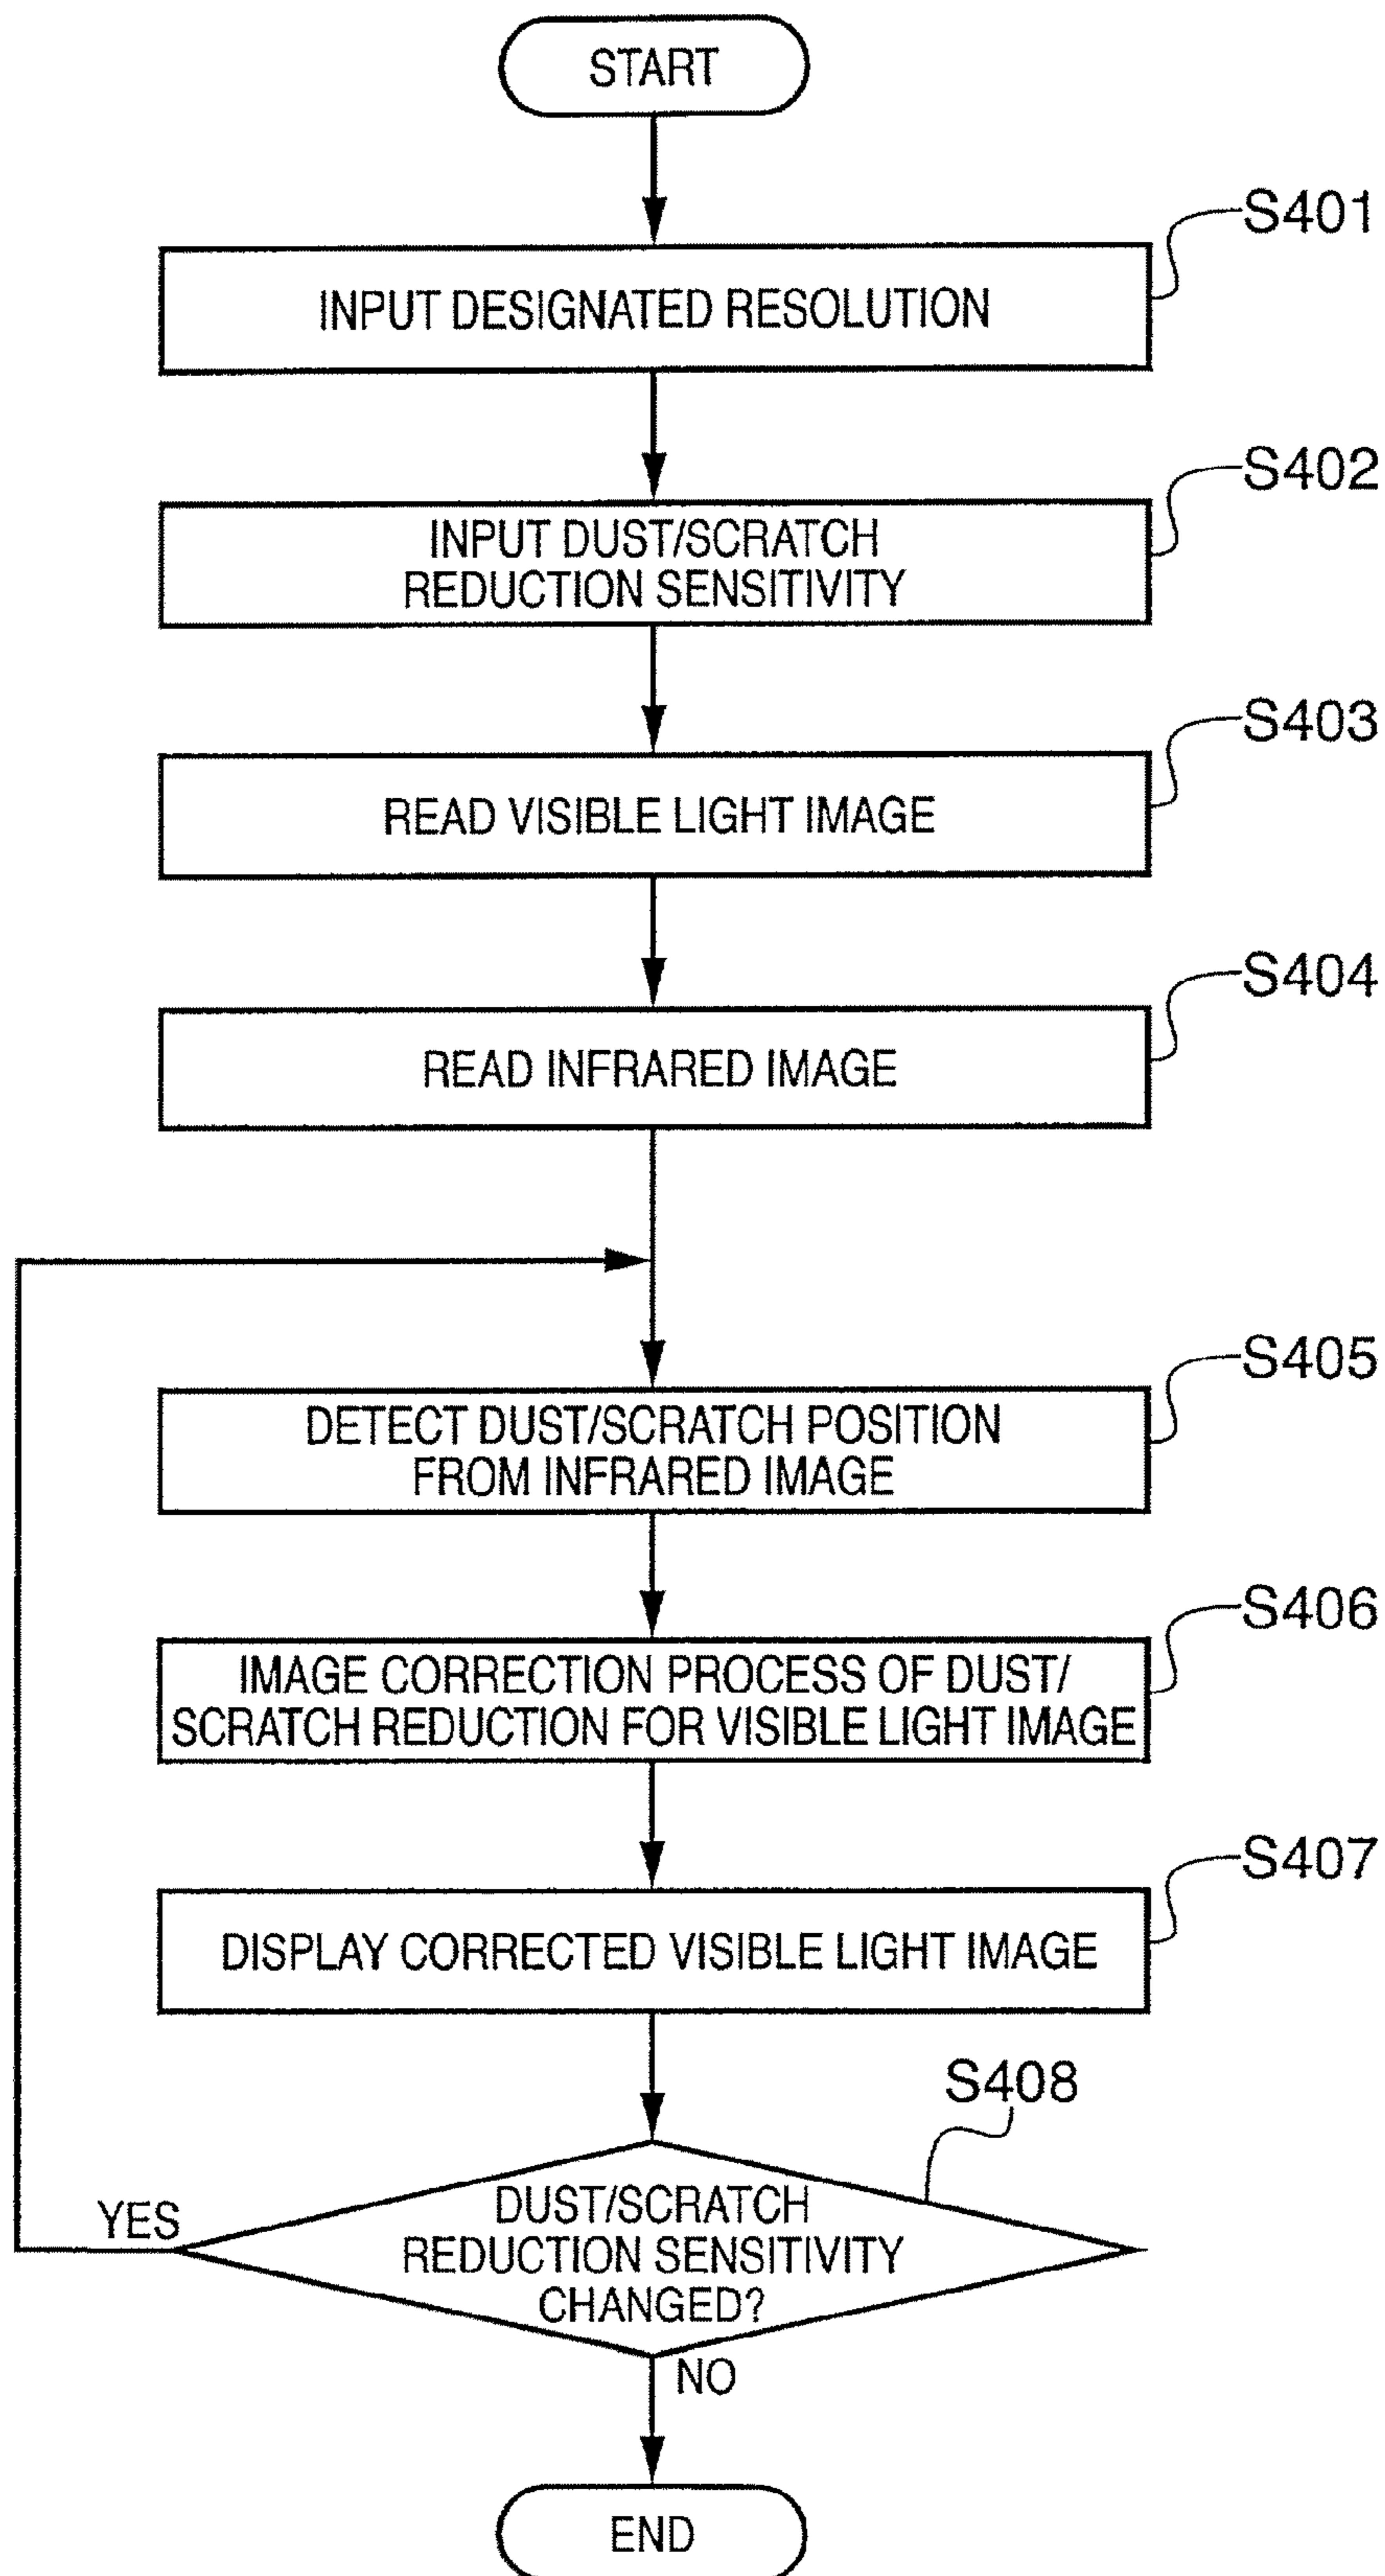 START
S401
INPUT DESIGNATED RESOLUTION
S402
INPUT DUST/SCRATCH
REDUCTION SENSITIVITY
S403
READ VISIBLE LIGHT IMAGE
S404
READ INFRARED IMAGE
S405
DETECT DUST/SCRATCH POSITION
FROM INFRARED IMAGE
S406
IMAGE CORRECTION PROCESS OF DUST/
SCRATCH REDUCTION FOR VISIBLE LIGHT IMAGE
S407
DISPLAY CORRECTED VISIBLE LIGHT IMAGE
S408
YES
DUST/SCRATCH
REDUCTION SENSITIVITY
CHANGED?
NO
END